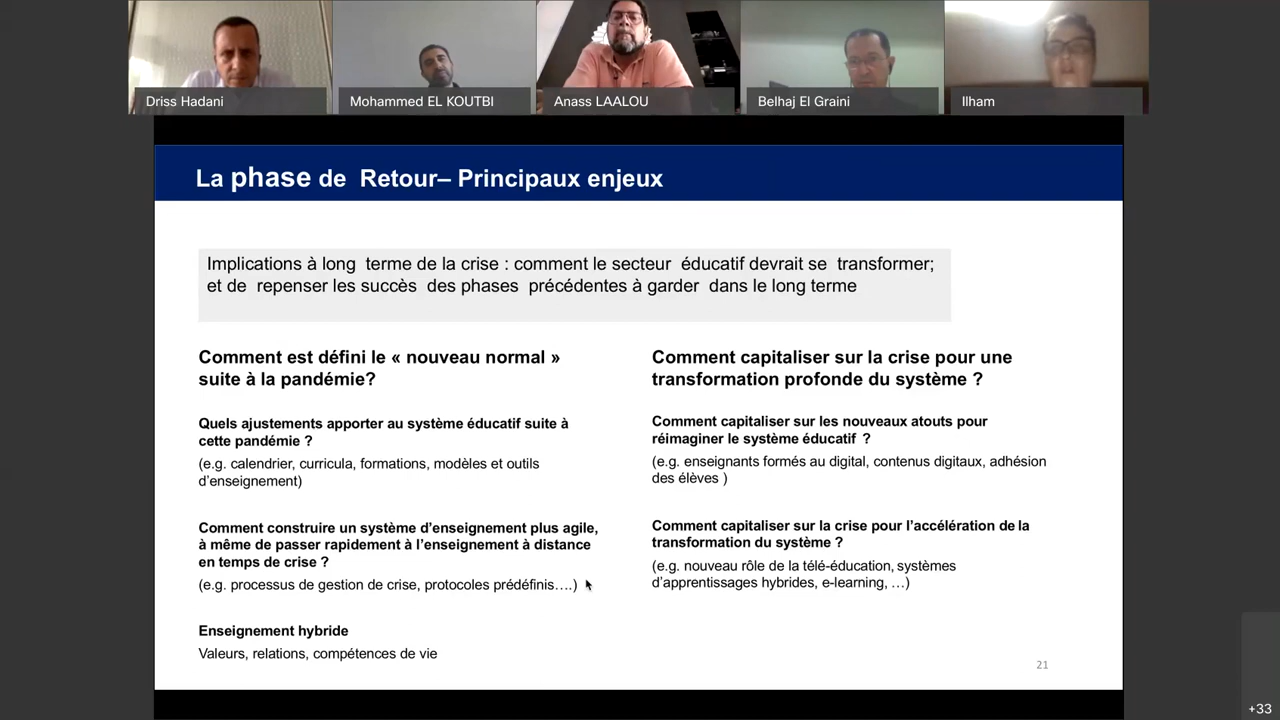 Driss Hadani
Mohammed EL KOUTBI
Anass LAALOU
Belhaj El Graini
Ilham
La phase de Retour– Principaux enjeux
Implications à long terme de la crise : comment le secteur éducatif devrait se transformer;
et de repenser les succès des phases précédentes à garder dans le long terme
Comment est défini le « nouveau normal »
suite à la pandémie?
Quels ajustements apporter au système éducatif suite à
cette pandémie ?
(e.g. calendrier, curricula, formations, modèles et outils
d’enseignement)
Comment construire un système d’enseignement plus agile,
à même de passer rapidement à l’enseignement à distance
en temps de crise ?
(e.g. processus de gestion de crise, protocoles prédéfinis….)
Enseignement hybride
Valeurs, relations, compétences de vie
Comment capitaliser sur la crise pour une
transformation profonde du système ?
Comment capitaliser sur les nouveaux atouts pour
réimaginer le système éducatif ?
(e.g. enseignants formés au digital, contenus digitaux, adhésion
des élèves )
Comment capitaliser sur la crise pour l’accélération de la
transformation du système ?
(e.g. nouveau rôle de la télé-éducation, systèmes
d’apprentissages hybrides, e-learning, …)
21
+33